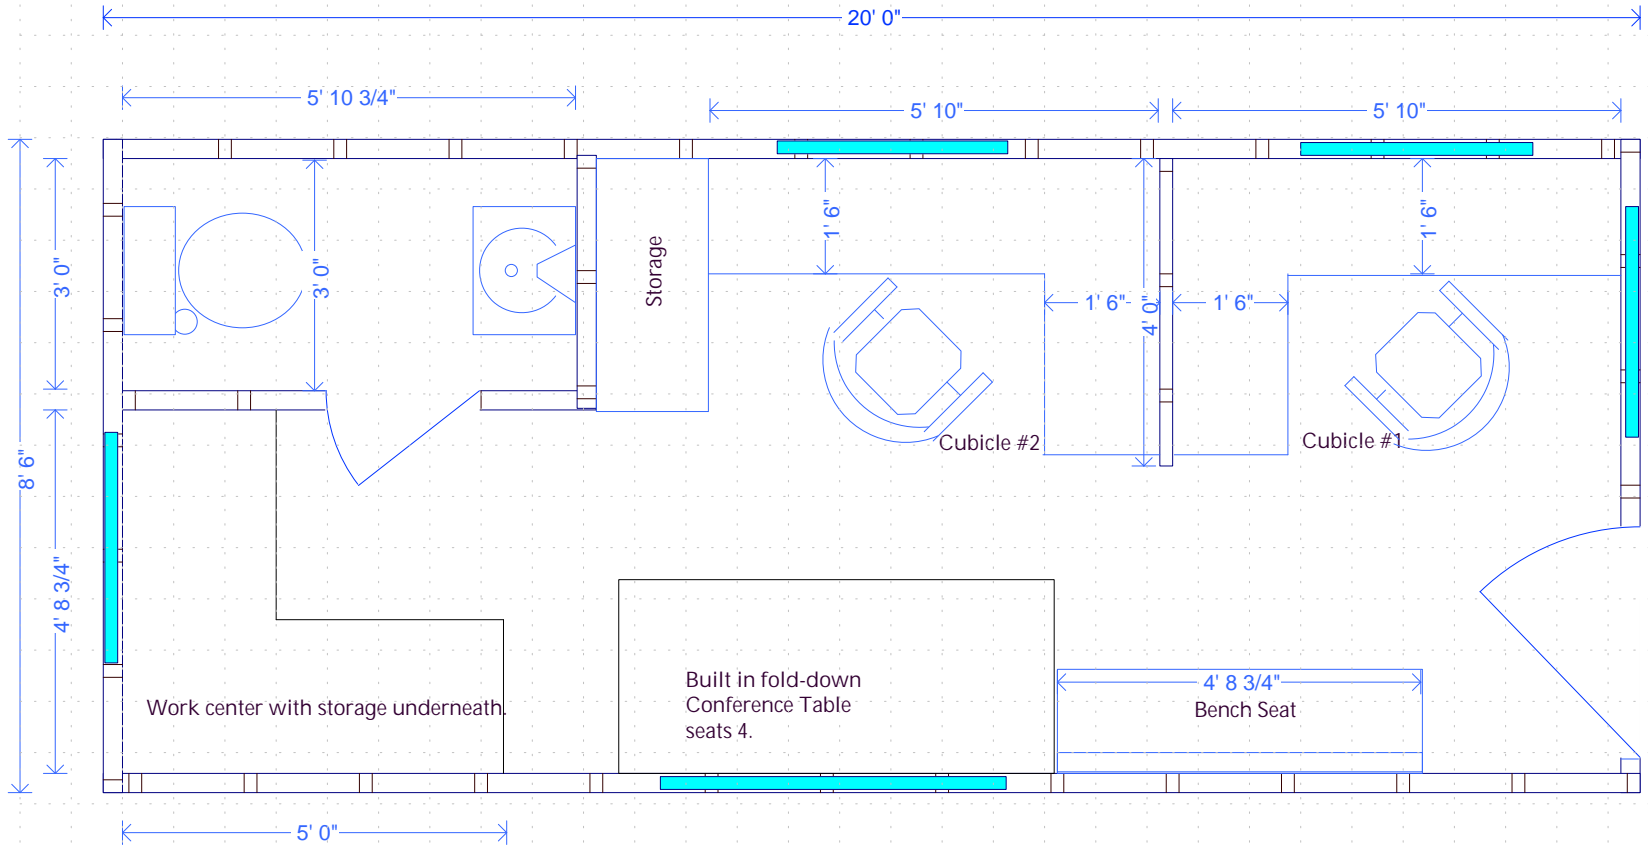 20' 0"
5' 10 3/4"
5' 10"
5' 10"
3' 0"
3' 0"
Storage
1' 6"
1' 6"
1' 6"
4' 0"
1' 6"
Cubicle #2
Cubicle #1
8' 6"
4' 8 3/4"
Work center with storage underneath.
Built in fold-down
Conference Table
seats 4.
4' 8 3/4"
Bench Seat
5' 0"